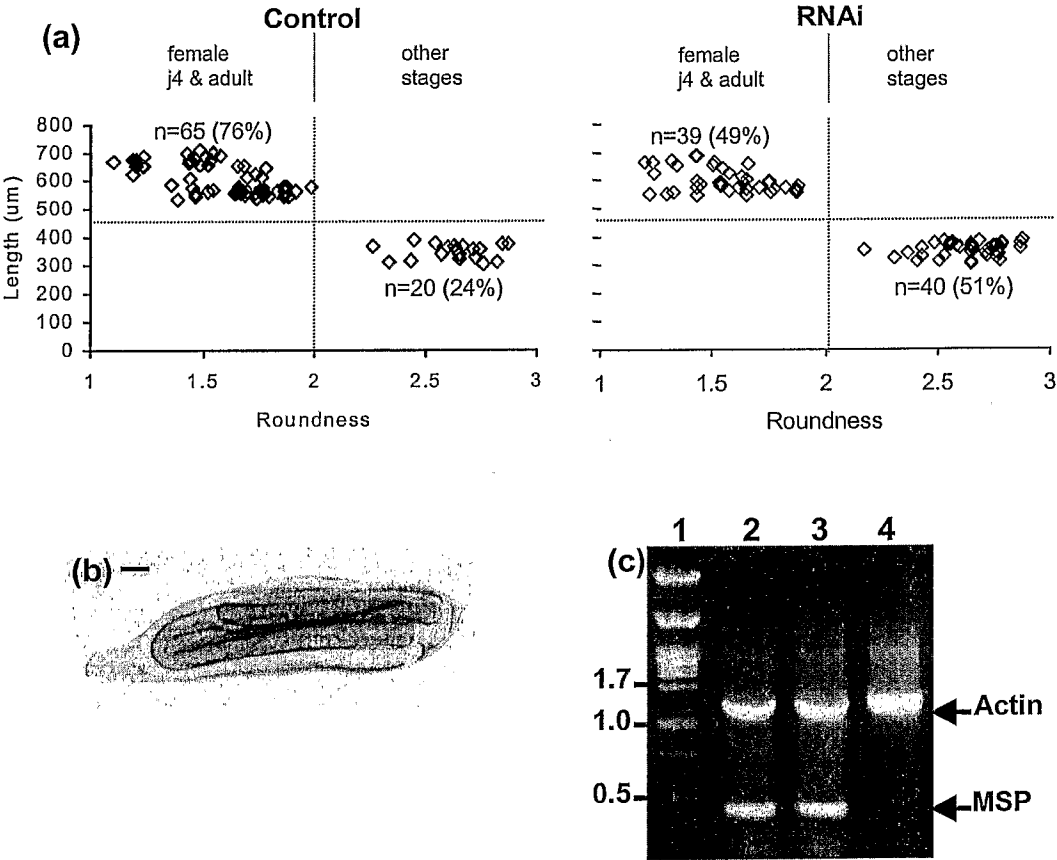 (a)
Control
RNAi
female
j4 & adult
other
stages
female
j4 & adult
other
stages
n=65 (76%)
n=39 (49%)
n=20 (24%)
n=40 (51%)
Length (um)
800
700
600
500
400
300
200
100
0
1
1.5
2
2.5
3
1
1.5
2
2.5
3
Roundness
Roundness
(b)
(c)
1 2 3 4
1.7
1.0
0.5
Actin
MSP